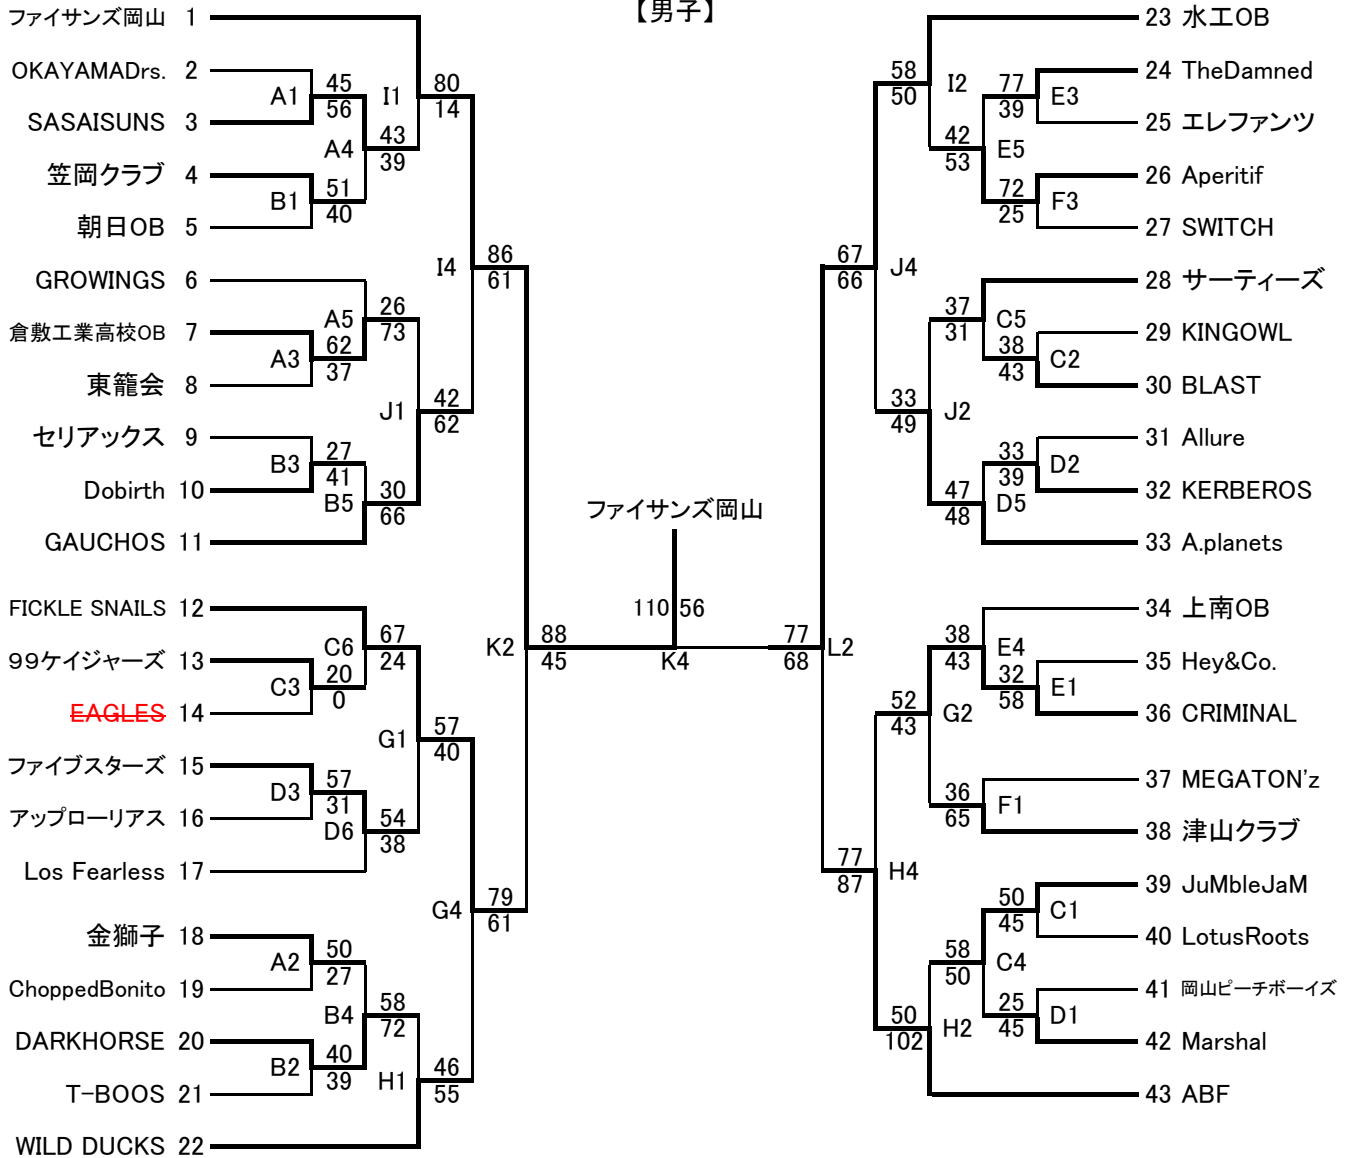 【男子】
ファイサンズ岡山 1
OKAYAMADrs. 2
A1
45
56
I1
80
14
SASAISUNS 3
A4
43
39
笠岡クラブ 4
B1
51
40
朝日OB 5
I4
86
61
GROWINGS 6
A5
26
73
倉敷工業高校OB 7
A3
62
37
東籠会 8
J1
42
62
セリアックス 9
B3
27
41
Dobirth 10
B5
30
66
GAUCHOS 11
FICKLE SNAILS 12
C6
67
24
99ケイジャーズ 13
C3
20
0
EAGLES 14
G1
57
40
ファイブスターズ 15
D3
57
31
アップローリアス 16
D6
54
38
Los Fearless 17
G4
79
61
金獅子 18
A2
50
27
ChoppedBonito 19
B4
58
72
DARKHORSE 20
B2
40
39
T-BOOS 21
H1
46
55
WILD DUCKS 22
K2
88
45
ファイサンズ岡山
110 56
K4
77
68
L2
23 水工OB
58
50
I2
24 TheDamned
77
39
E3
25 エレファンツ
42
53
E5
26 Aperitif
72
25
F3
27 SWITCH
67
66
J4
28 サーティーズ
37
31
C5
29 KINGOWL
38
43
C2
30 BLAST
33
49
J2
31 Allure
33
39
D2
32 KERBEROS
47
48
D5
33 A.planets
34 上南OB
38
43
E4
35 Hey&Co.
32
58
E1
36 CRIMINAL
52
43
G2
37 MEGATON'z
36
65
F1
38 津山クラブ
77
87
H4
39 JuMbleJaM
50
45
C1
40 LotusRoots
58
50
C4
41 岡山ピーチボーイズ
25
45
D1
42 Marshal
50
102
H2
43 ABF